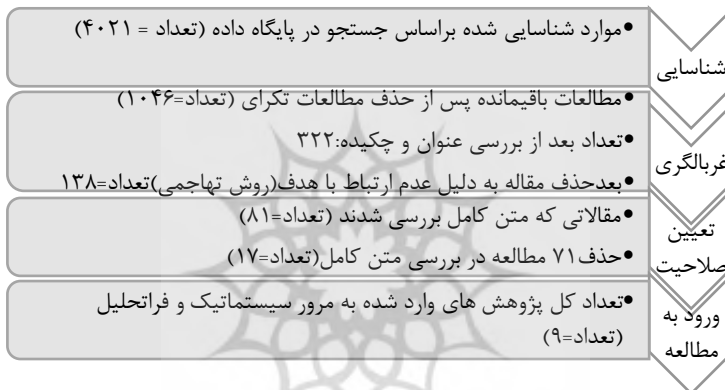 شناسایی
•موارد شناسایی شده براساس جستجو در پایگاه داده (تعداد = ۴۰۲۱)
غربالگری
•مطالعات باقیمانده پس از حذف مطالعات تکرای (تعداد=۱۰۴۶)
•تعداد بعد از بررسی عنوان و چکیده:۳۲۲
•بعدحذف مقاله به دلیل عدم ارتباط با هدف(روش تهاجمی)تعداد=۱۳۸
تعیین
صلاحیت
•مقالاتی که متن کامل بررسی شدند (تعداد=۸۱)
•حذف۷۱ مطالعه در بررسی متن کامل(تعداد=۱۷)
ورود به
مطالعه
•تعداد کل پژوهش های وارد شده به مرور سیستماتیک و فراتحلیل
(تعداد=۹)